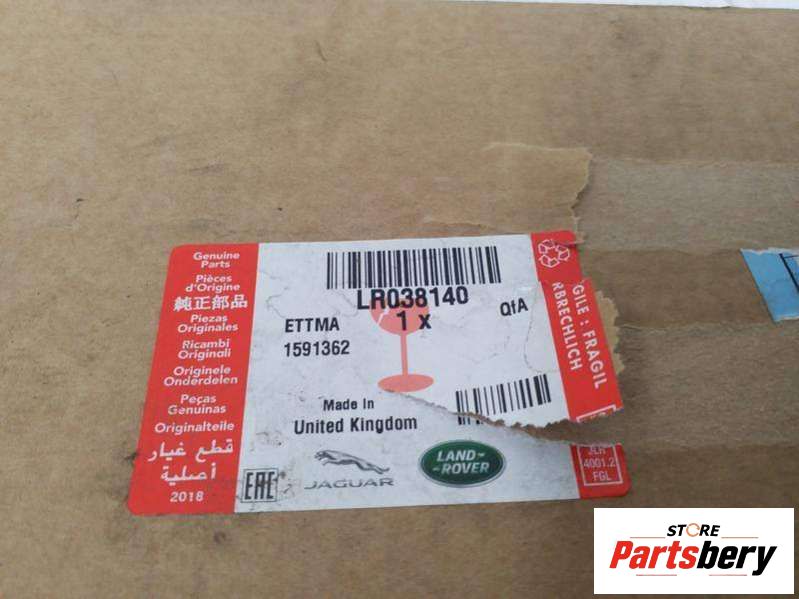 Genuine
Parts
Pièces
d'Origine
純正部品
Piezas
Originales
Ricambi
Originali
Originele
Onderdelen
Peças
Genuinas
Originalteile
قطع غيار
أصلية
2018
EAC
LR038140
1 x
QtA
ETTMA
1591362
Made In
United Kingdom
JAGUAR
LAND-
-ROVER
GILE : FRAGIL
RBRECHLICH
JLR
4001.2
FGL
STORE
Partsbery